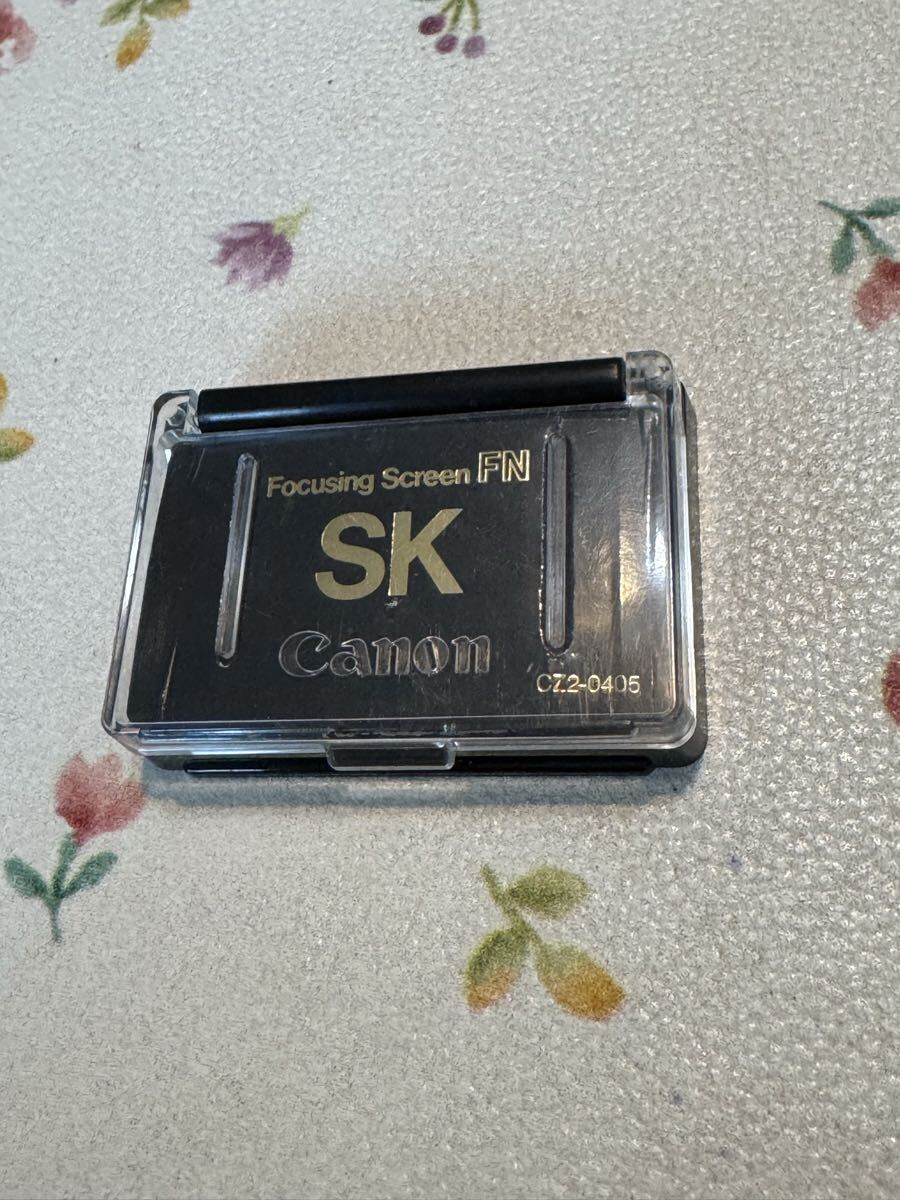 Focusing Screen FN
SK
Canon
CZ2-0405